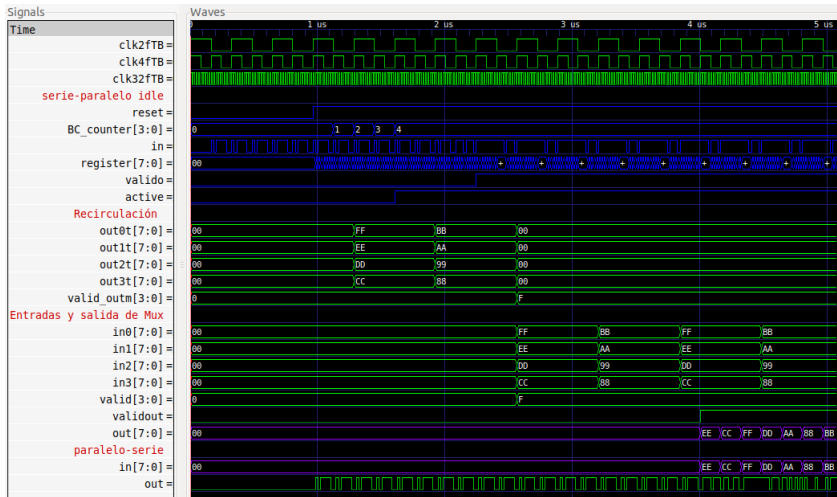 Signals Waves
Time 1 us 2 us 3 us 4 us 5 us
clk2fTB =
clk4fTB =
clk32fTB =
serie-paralelo idle
reset =
BC_counter[3:0] = 0 1 2 3 4
in =
register[7:0] = 00 + + + + + + + + +
valido =
active =
Recirculación
out0t[7:0] = 00 FF BB 00
out1t[7:0] = 00 EE AA 00
out2t[7:0] = 00 DD 99 00
out3t[7:0] = 00 CC 88 00
valid_outm[3:0] = 0 F
Entradas y salida de Mux
in0[7:0] = 00 FF BB FF BB
in1[7:0] = 00 EE AA EE AA
in2[7:0] = 00 DD 99 DD 99
in3[7:0] = 00 CC 88 CC 88
valid[3:0] = 0 F
validout =
out[7:0] = 00 EE CC FF DD AA 88 BB
paralelo-serie
in[7:0] = 00 EE CC FF DD AA 88 BB
out =